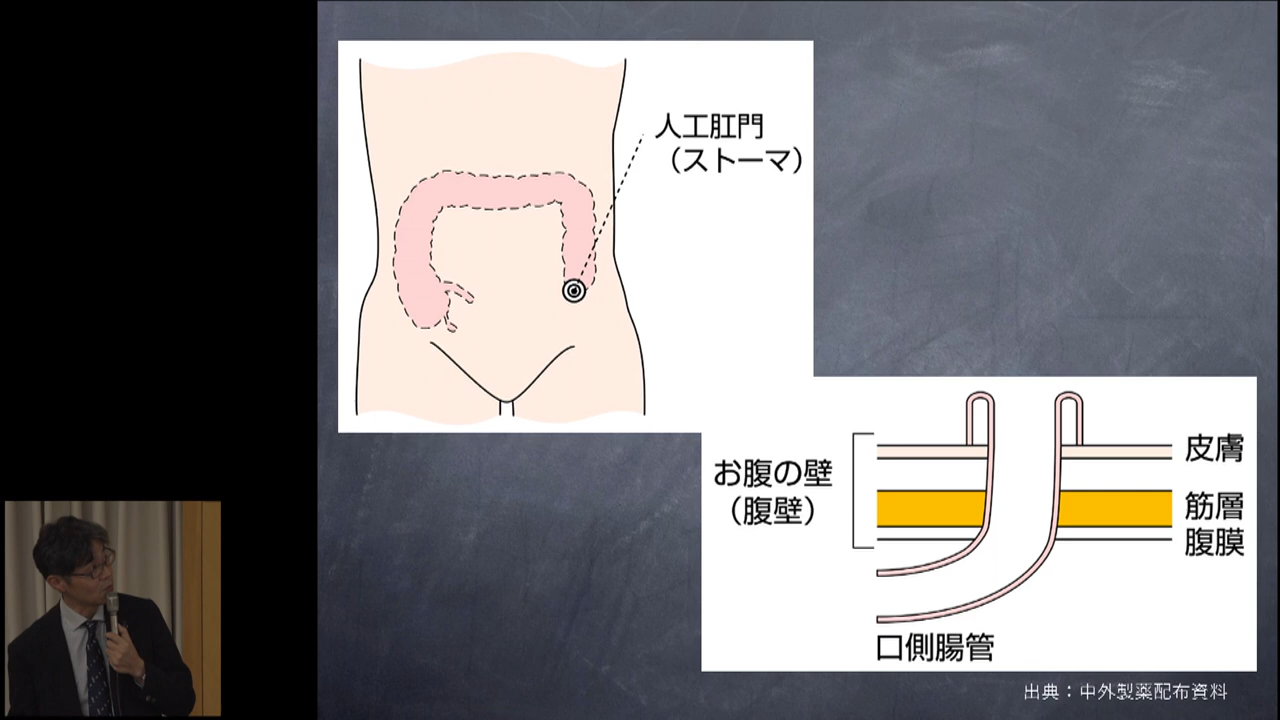 人工肛門
（ストーマ）
お腹の壁
（腹壁）
皮膚
筋層
腹膜
口側腸管
出典：中外製薬配布資料